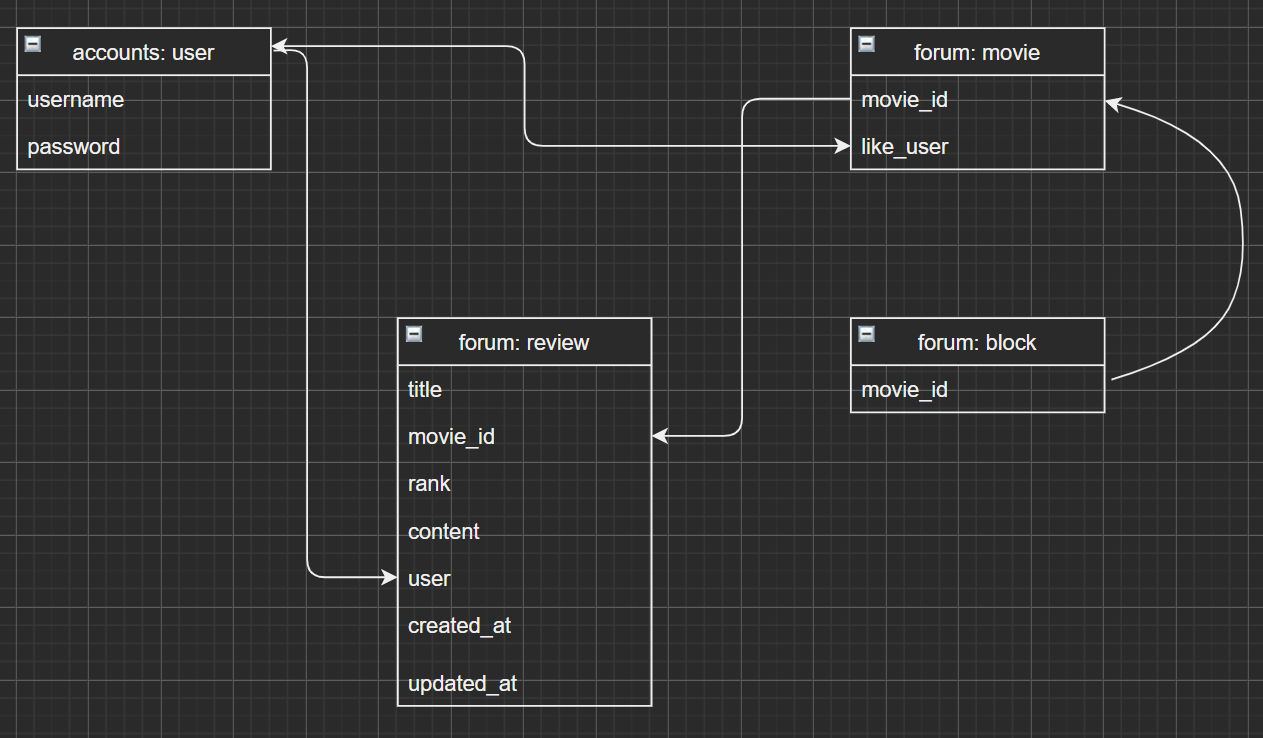 accounts: user
username
password
forum: movie
movie_id
like_user
forum: review
title
movie_id
rank
content
user
created_at
updated_at
forum: block
movie_id